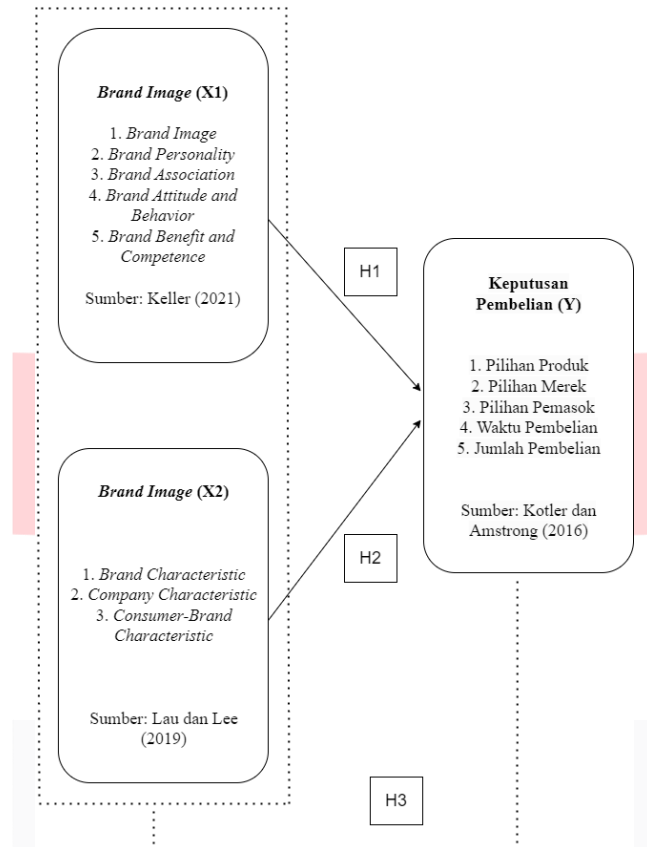 Brand Image (X1)
1. Brand Image
2. Brand Personality
3. Brand Association
4. Brand Attitude and
Behavior
5. Brand Benefit and
Competence
Sumber: Keller (2021)
H1
Keputusan
Pembelian (Y)
1. Pilihan Produk
2. Pilihan Merek
3. Pilihan Pemasok
4. Waktu Pembelian
5. Jumlah Pembelian
Sumber: Kotler dan
Amstrong (2016)
Brand Image (X2)
1. Brand Characteristic
2. Company Characteristic
3. Consumer-Brand
Characteristic
Sumber: Lau dan Lee
(2019)
H2
H3